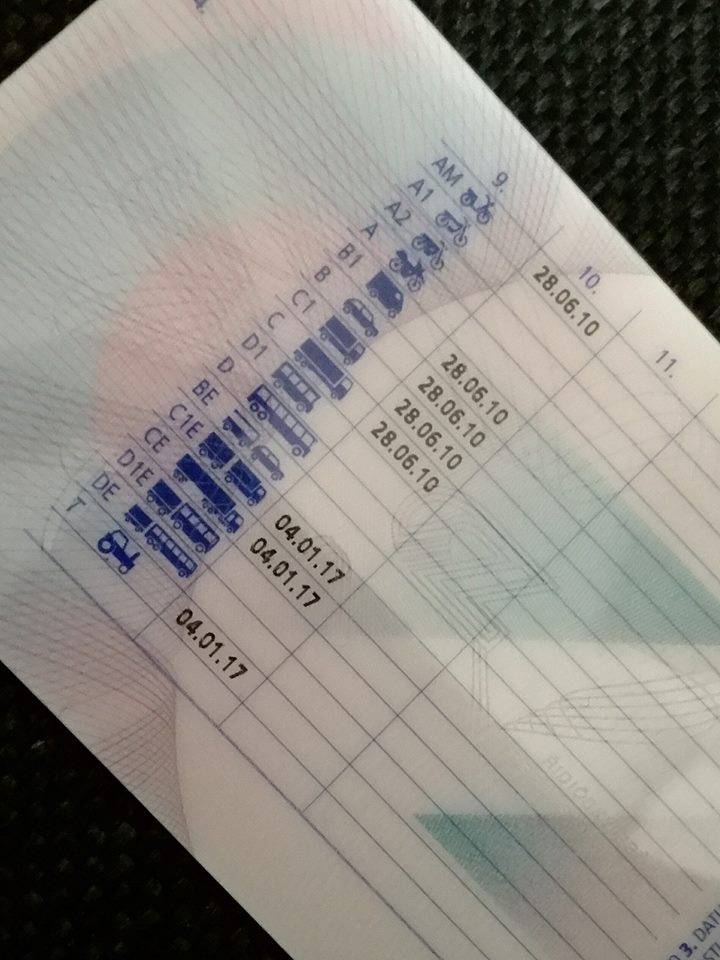 4.
9. 10. 11.
AM 28.06.10
A1
A2
A
B1 28.06.10
B 28.06.10
C1 28.06.10
C 28.06.10
D1
D
BE
C1E 04.01.17
CE 04.01.17
D1E
DE
T 04.01.17
3.